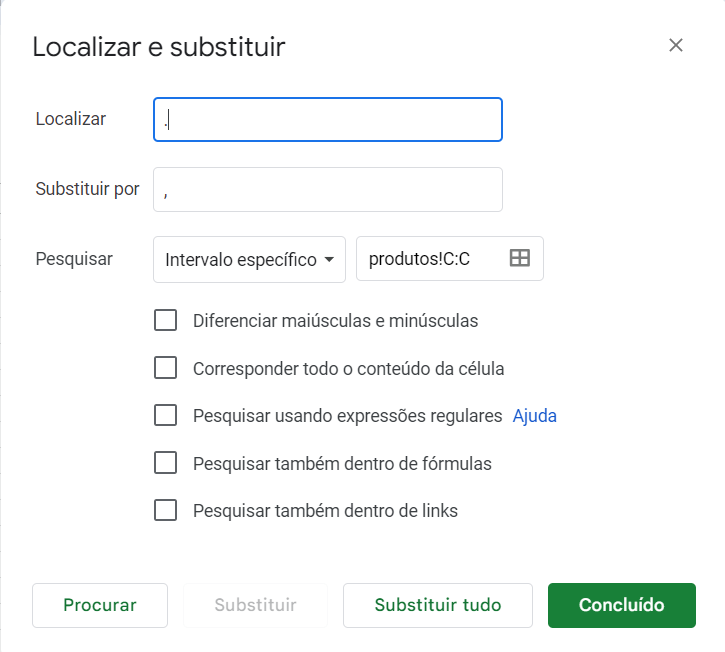 Localizar e substituir
Localizar .
Substituir por ,
Pesquisar Intervalo específico produtos!C:C
Diferenciar maiúsculas e minúsculas
Corresponder todo o conteúdo da célula
Pesquisar usando expressões regulares Ajuda
Pesquisar também dentro de fórmulas
Pesquisar também dentro de links
Procurar Substituir Substituir tudo Concluído